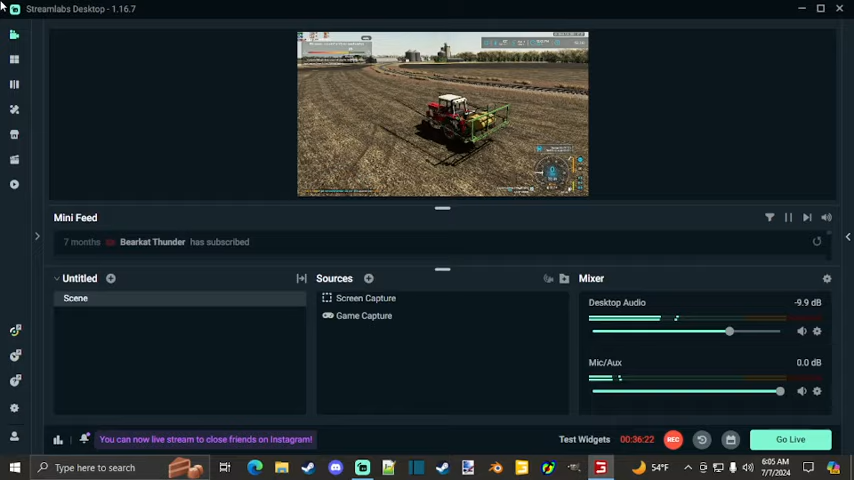 Streamlabs Desktop - 1.16.7
Mini Feed
7 months Bearkat Thunder has subscribed
Untitled
Sources
Mixer
Scene
Screen Capture
Game Capture
Desktop Audio -9.9 dB
Mic/Aux 0.0 dB
You can now live stream to close friends on Instagram!
Test Widgets 00:36:22 REC Go Live
Type here to search
54°F
6:05 AM
7/7/2024